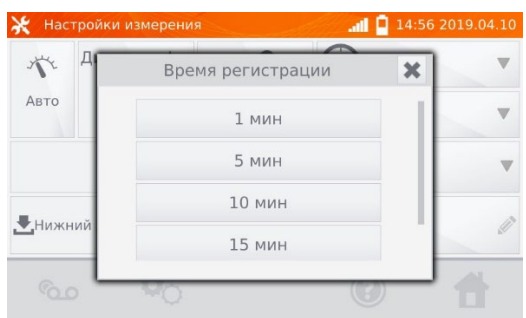 Настройки измерения 14:56 2019.04.10
Время регистрации
Авто
1 мин
5 мин
10 мин
Нижний
15 мин